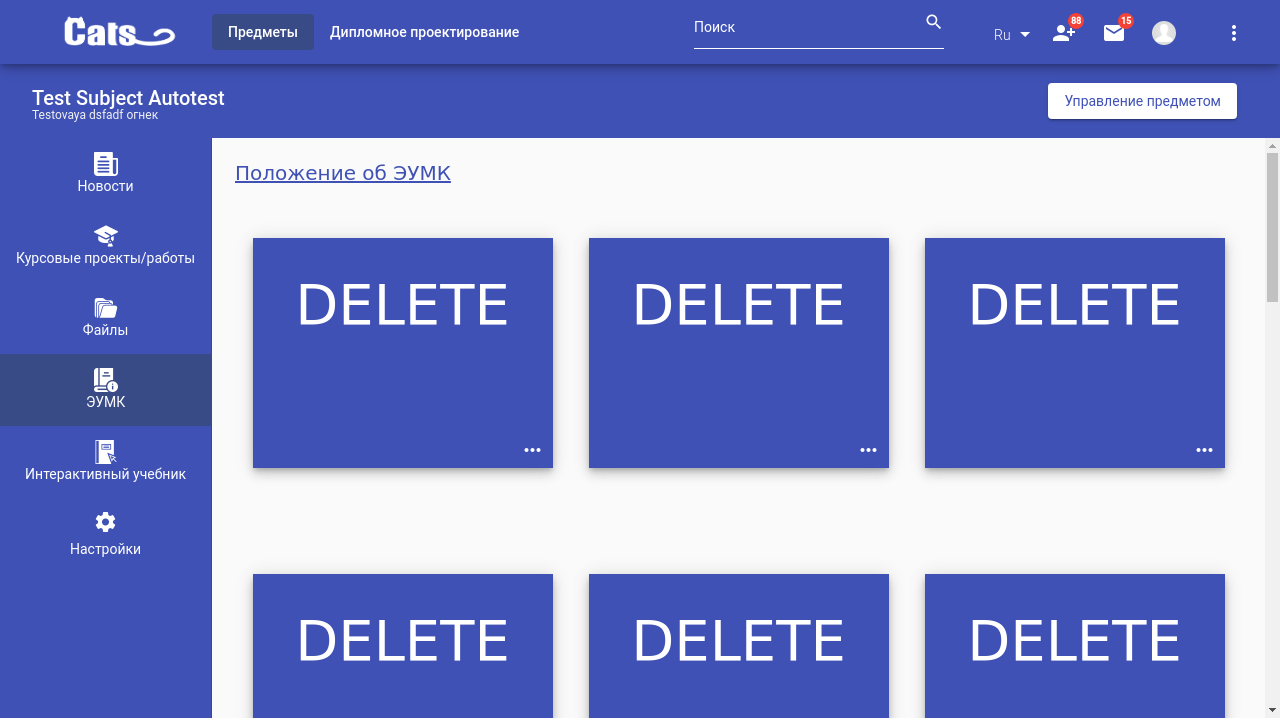 Cats
Предметы
Дипломное проектирование
Поиск
Ru
88
15
Test Subject Autotest
Testovaya dsfadf огнек
Управление предметом
Новости
Курсовые проекты/работы
Файлы
ЭУМК
Интерактивный учебник
Настройки
Положение об ЭУМК
DELETE
DELETE
DELETE
DELETE
DELETE
DELETE